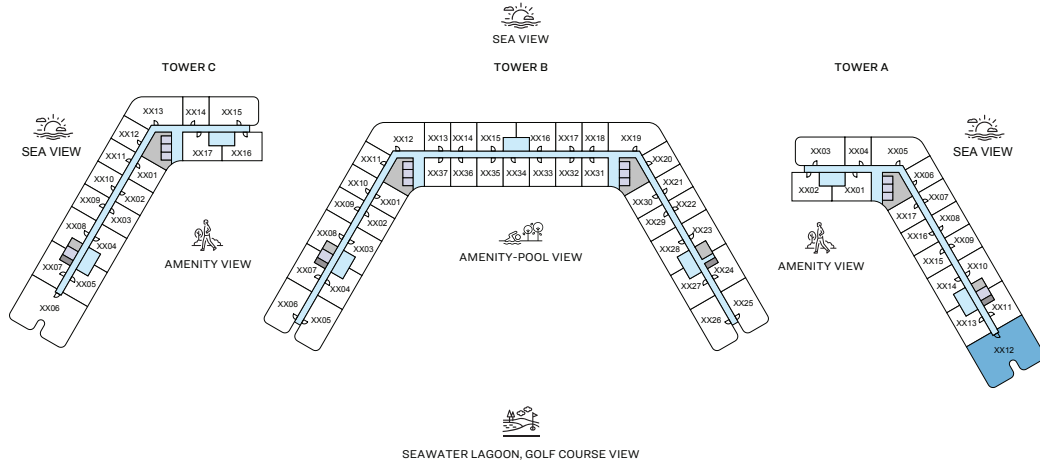 SEA VIEW
TOWER C
TOWER B
TOWER A
SEA VIEW
AMENITY VIEW
XX13
XX14
XX15
XX12
XX17
XX16
XX11
XX01
XX10
XX02
XX09
XX03
XX08
XX04
XX07
XX05
XX06
AMENITY-POOL VIEW
XX12
XX13
XX14
XX15
XX16
XX17
XX18
XX19
XX11
XX37
XX36
XX35
XX34
XX33
XX32
XX31
XX20
XX10
XX01
XX30
XX21
XX09
XX02
XX29
XX22
XX08
XX03
XX28
XX23
XX07
XX04
XX27
XX24
XX06
XX05
XX26
XX25
SEA VIEW
AMENITY VIEW
XX03
XX04
XX05
XX02
XX01
XX06
XX17
XX07
XX16
XX08
XX15
XX09
XX14
XX10
XX13
XX11
XX12
SEAWATER LAGOON, GOLF COURSE VIEW